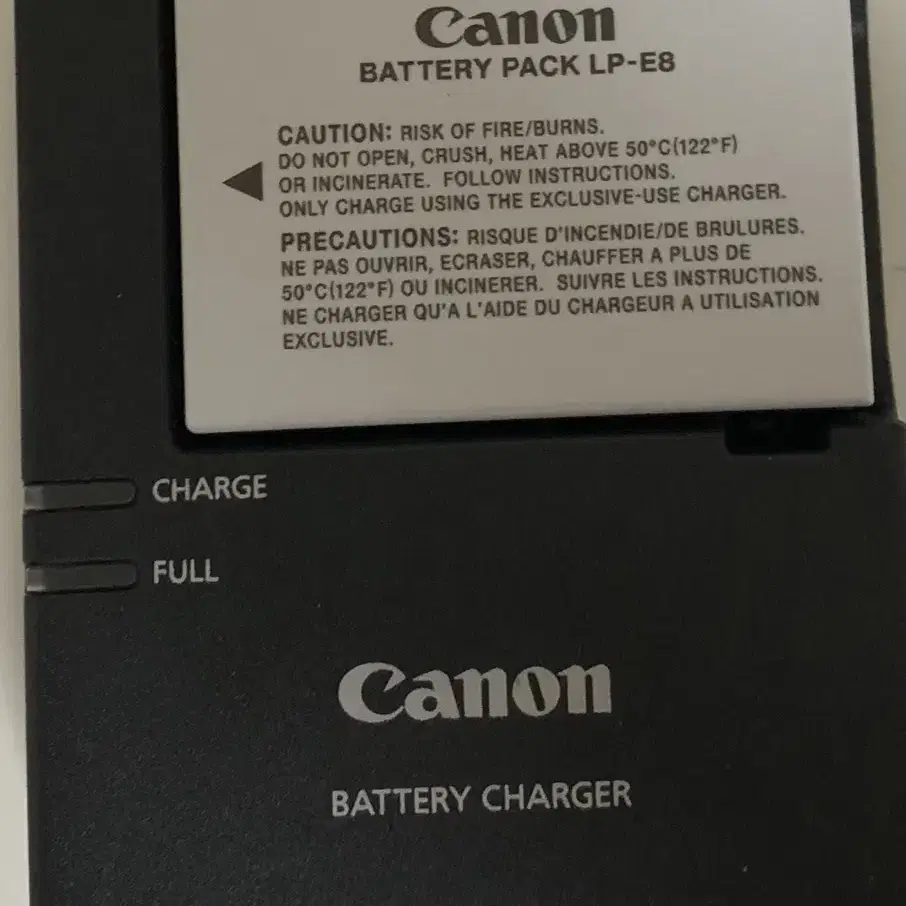 Canon
BATTERY PACK LP-E8
CAUTION: RISK OF FIRE/BURNS.
DO NOT OPEN, CRUSH, HEAT ABOVE 50°C(122°F)
OR INCINERATE. FOLLOW INSTRUCTIONS.
ONLY CHARGE USING THE EXCLUSIVE-USE CHARGER.
PRECAUTIONS: RISQUE D'INCENDIE/DE BRULURES.
NE PAS OUVRIR, ECRASER, CHAUFFER A PLUS DE
50°C(122°F) OU INCINERER. SUIVRE LES INSTRUCTIONS.
NE CHARGER QU'A L'AIDE DU CHARGEUR A UTILISATION
EXCLUSIVE.
CHARGE
FULL
Canon
BATTERY CHARGER